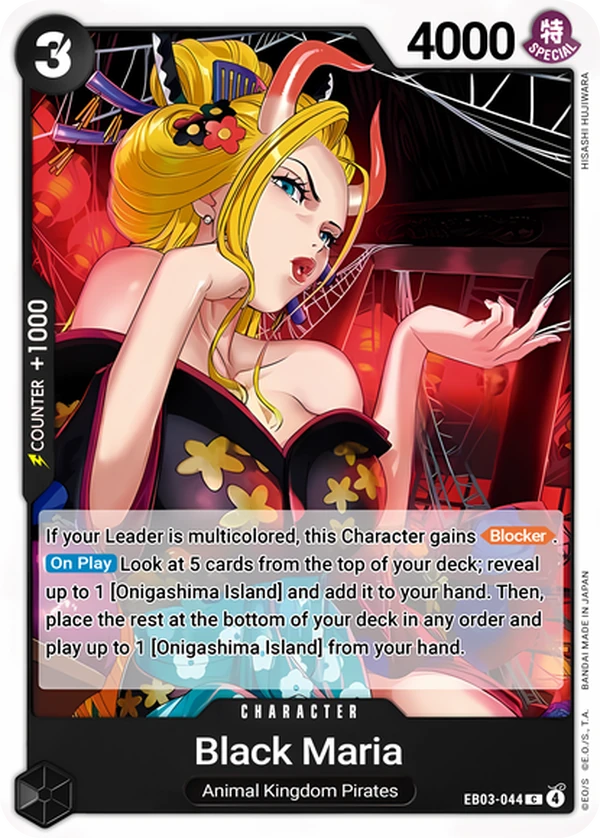 3
4000
特
SPECIAL
HISASHI HUJIIWARA
COUNTER +1000
If your Leader is multicolored, this Character gains Blocker.
On Play Look at 5 cards from the top of your deck; reveal
up to 1 [Onigashima Island] and add it to your hand. Then,
place the rest at the bottom of your deck in any order and
play up to 1 [Onigashima Island] from your hand.
BANDAI MADE IN JAPAN
©EO/S ©E.O./S., T.A.
CHARACTER
Black Maria
Animal Kingdom Pirates
EB03-044 C 4